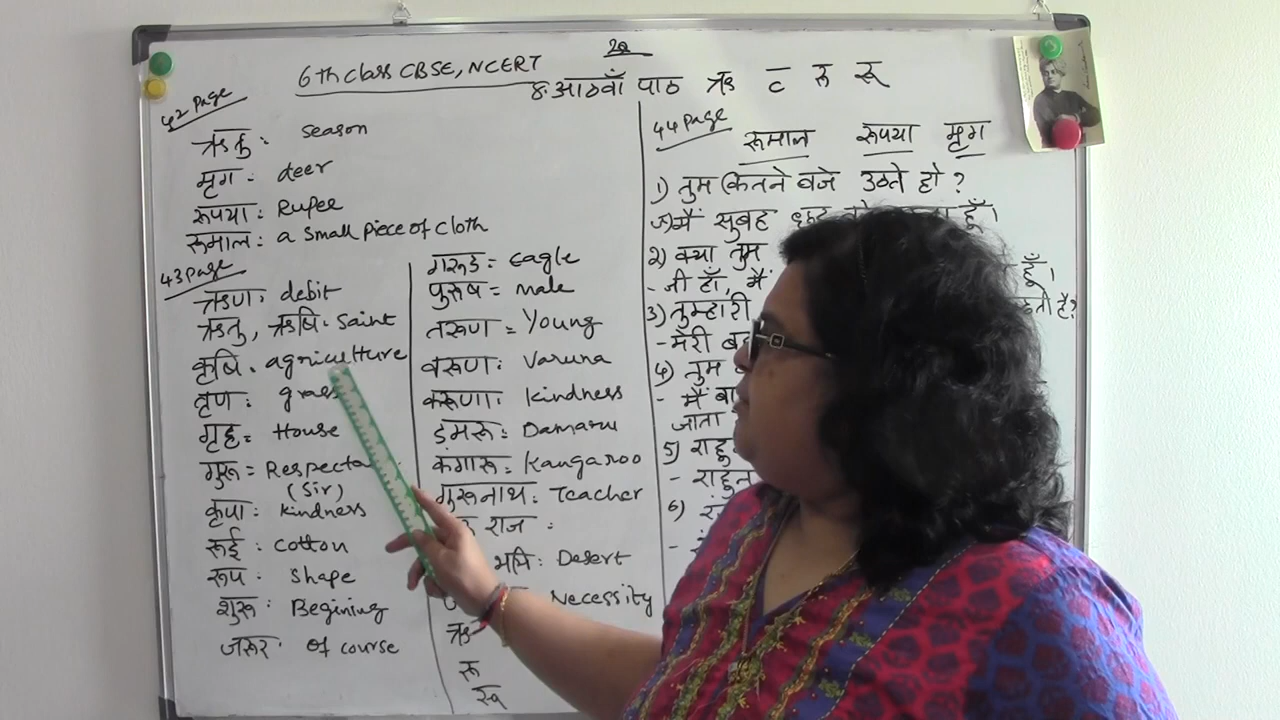 2Q
6th class CBSE, NCERT
8. आठवाँ पाठ ऋ ृ रु रू
42 page
ऋतु: season
मृग: deer
रूपया: Rupee
रूमाल: a small piece of cloth
43 page
ऋण: debit
ऋतु, ऋषि: Saint
कृषि. agriculture
तृण: grass
गृह: House
गुरू = Respecta
(Sir)
कृपा: kindness
रूई: cotton
रूप: shape
शुरू: Begining
जरूर: of course
गरूड = Eagle
पुरुष = male
तरूण = Young
वरूण: Varuna
करूणा: kindness
डमरू: Damaru
कंगारू: Kangaroo
गुरूनाथ: Teacher
राज:
भूमि: Desert
Necessity
ऋ
रू
44 page
रूमाल रूपया मृग
1) तुम कितने बजे उठते हो ?
ज) मैं सुबह छह हूँ।
2) क्या तुम
- जी हाँ, मैं हूँ।
3) तुम्हारी है?
- मेरी
4) तुम
- मैं
जाता
5)
-
6)
-